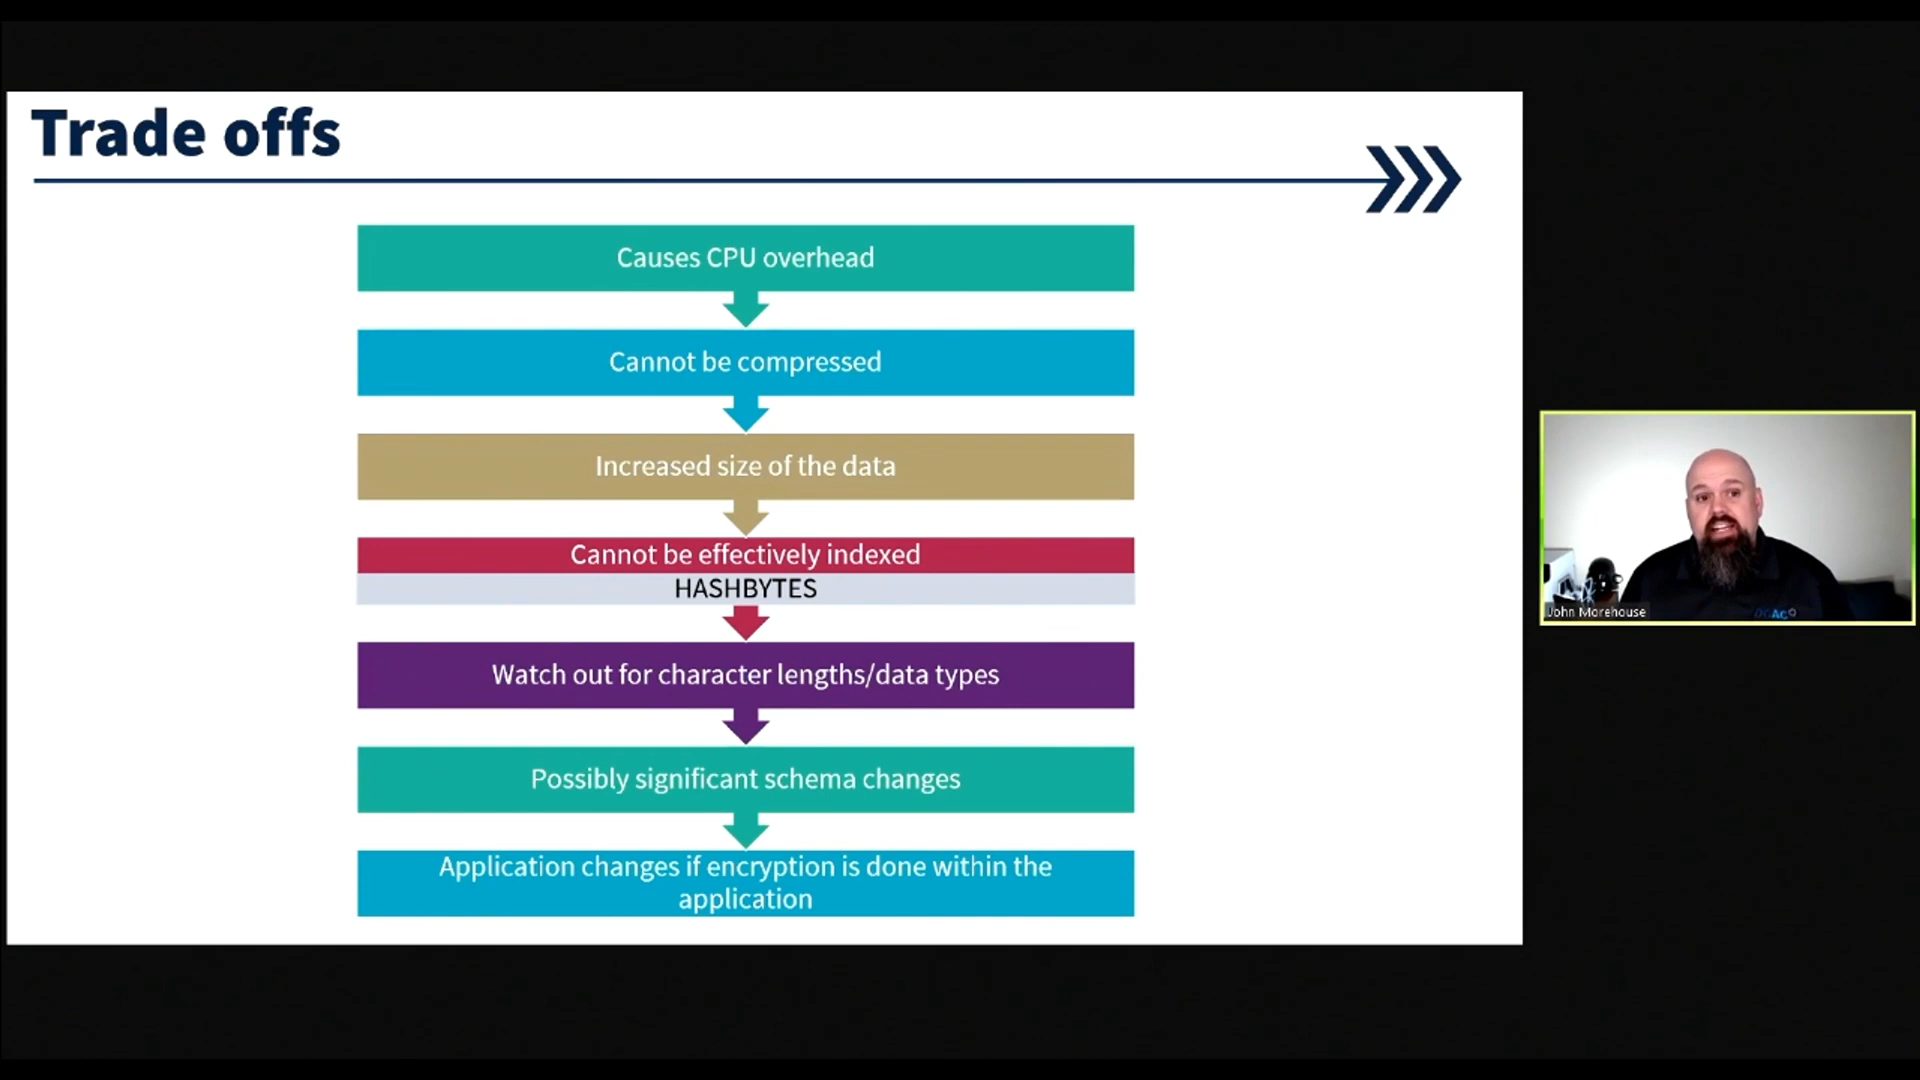 Trade offs
Causes CPU overhead
Cannot be compressed
Increased size of the data
Cannot be effectively indexed
HASHBYTES
Watch out for character lengths/data types
Possibly significant schema changes
Application changes if encryption is done within the
application
John Morehouse